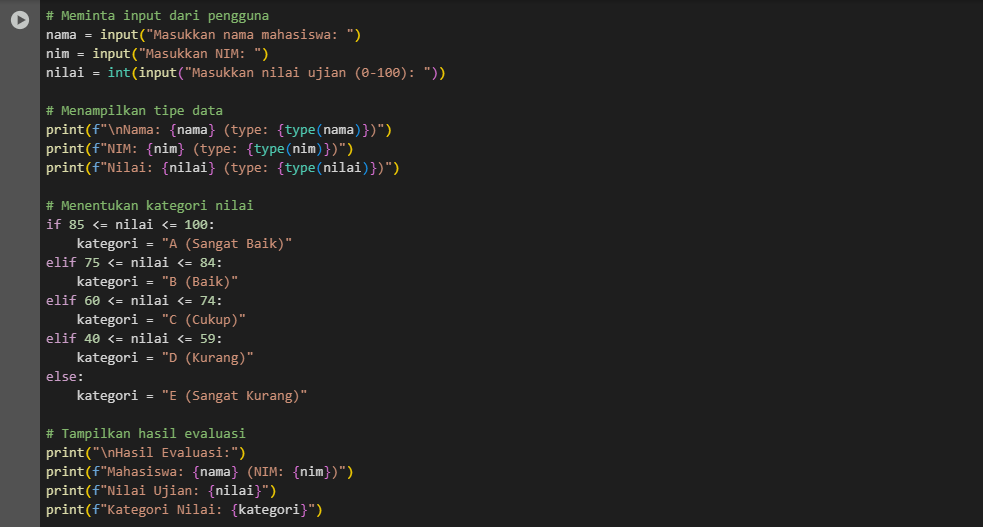 # Meminta input dari pengguna
nama = input("Masukkan nama mahasiswa: ")
nim = input("Masukkan NIM: ")
nilai = int(input("Masukkan nilai ujian (0-100): "))
# Menampilkan tipe data
print(f"\nNama: {nama} (type: {type(nama)})")
print(f"NIM: {nim} (type: {type(nim)})")
print(f"Nilai: {nilai} (type: {type(nilai)})")
# Menentukan kategori nilai
if 85 <= nilai <= 100:
    kategori = "A (Sangat Baik)"
elif 75 <= nilai <= 84:
    kategori = "B (Baik)"
elif 60 <= nilai <= 74:
    kategori = "C (Cukup)"
elif 40 <= nilai <= 59:
    kategori = "D (Kurang)"
else:
    kategori = "E (Sangat Kurang)"
# Tampilkan hasil evaluasi
print("\nHasil Evaluasi:")
print(f"Mahasiswa: {nama} (NIM: {nim})")
print(f"Nilai Ujian: {nilai}")
print(f"Kategori Nilai: {kategori}")